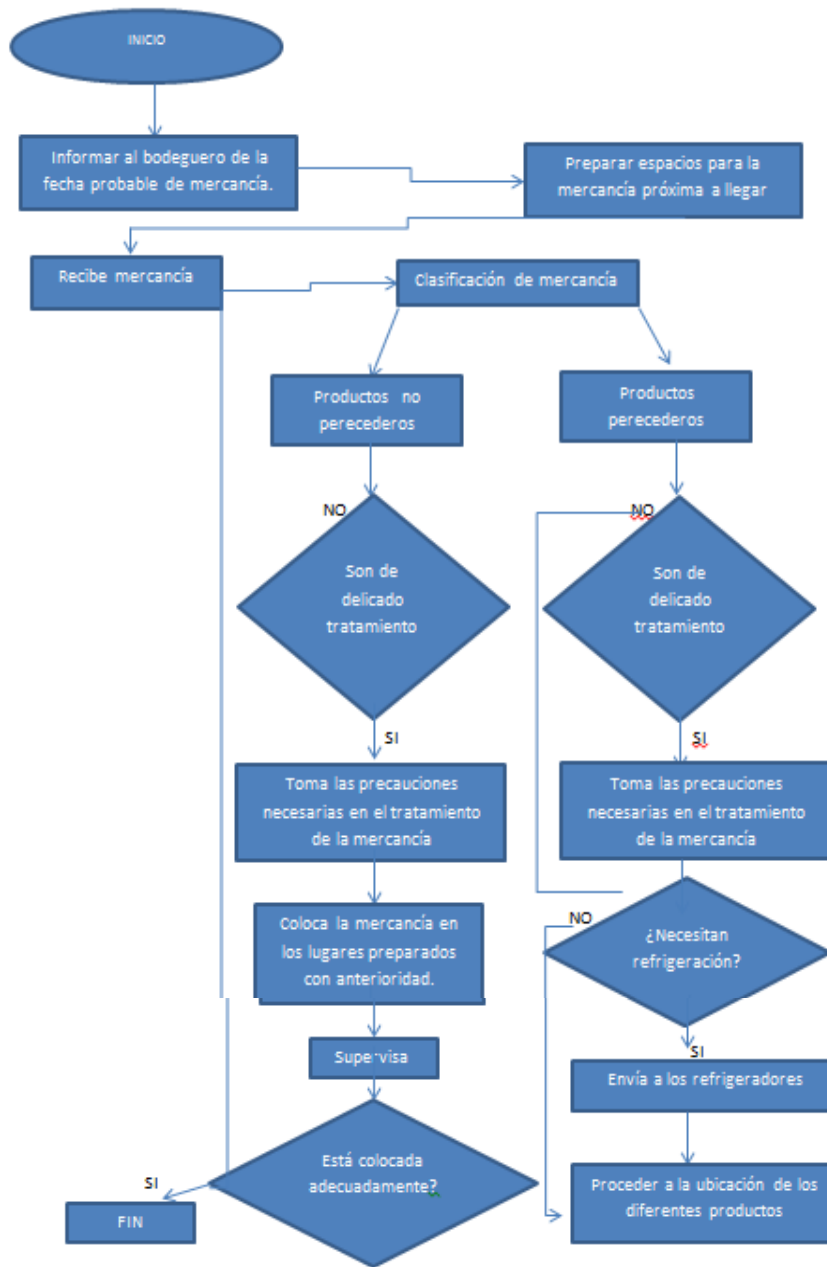 INICIO
Informar al bodeguero de la
fecha probable de mercancía.
Preparar espacios para la
mercancía próxima a llegar
Recibe mercancía
Clasificación de mercancía
Productos no
perecederos
Productos
perecederos
NO
Son de
delicado
tratamiento
NO
Son de
delicado
tratamiento
SI
SI
Toma las precauciones
necesarias en el tratamiento
de la mercancía
Toma las precauciones
necesarias en el tratamiento
de la mercancía
Coloca la mercancía en
los lugares preparados
con anterioridad.
NO
¿Necesitan
refrigeración?
Supervisa
SI
Envía a los refrigeradores
Está colocada
adecuadamente?
SI
FIN
Proceder a la ubicación de los
diferentes productos